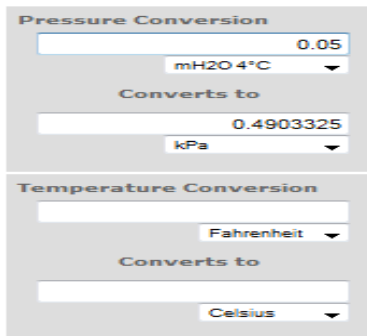 Pressure Conversion
0.05
mH2O 4°C
Converts to
0.4903325
kPa
Temperature Conversion
Fahrenheit
Converts to
Celsius